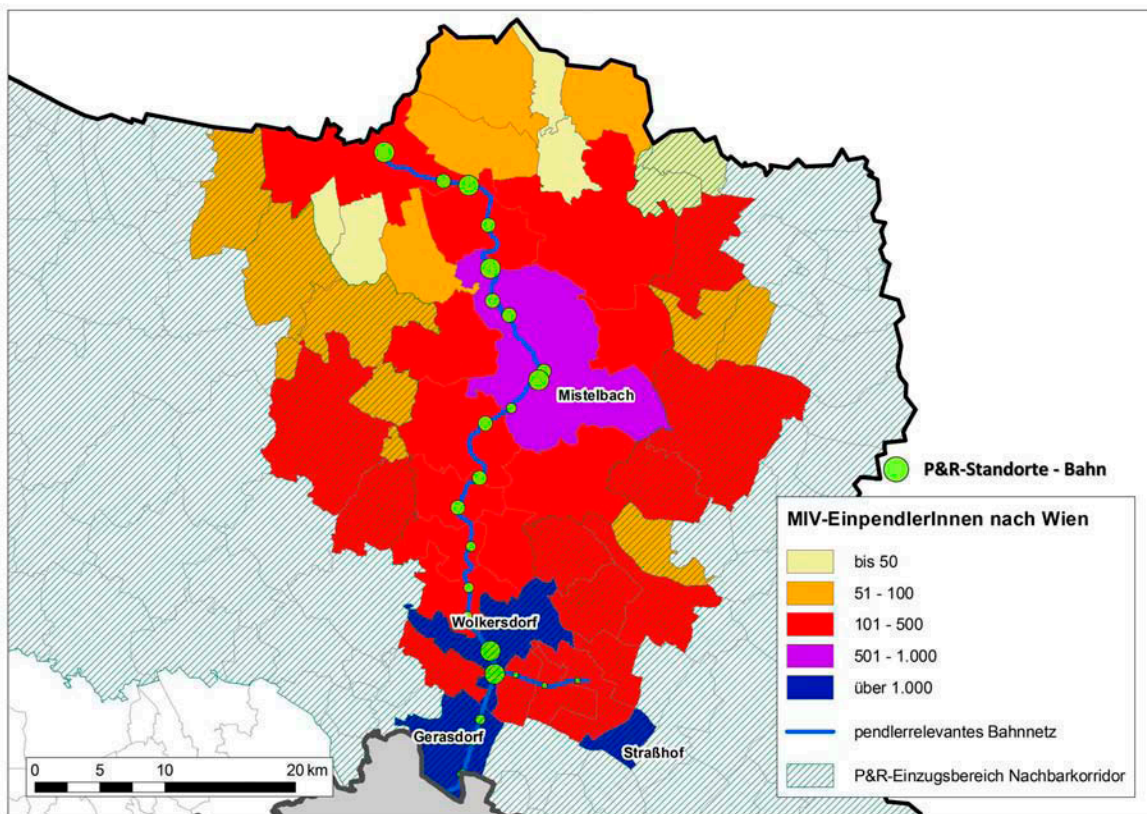 Mistelbach
P&R-Standorte - Bahn
MIV-EinpendlerInnen nach Wien
bis 50
51 - 100
101 - 500
501 - 1.000
über 1.000
pendlerrelevantes Bahnnetz
P&R-Einzugsbereich Nachbarkorridor
Wolkersdorf
Gerasdorf
Straßhof
0 5 10 20 km